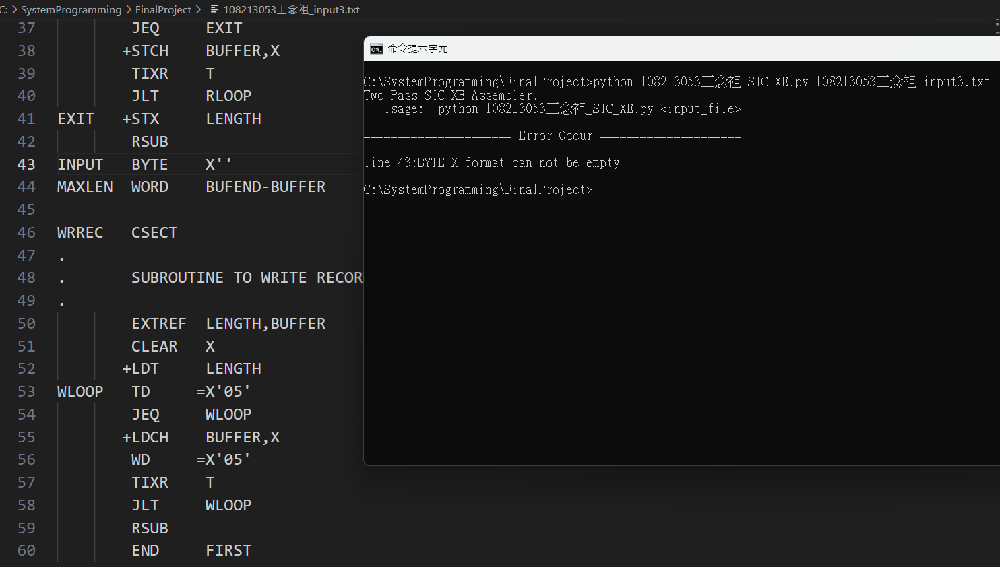 C: > SystemProgramming > FinalProject > 108213053王念祖_input3.txt
37 JEQ EXIT
38 +STCH BUFFER,X
39 TIXR T
40 JLT RLOOP
41 EXIT +STX LENGTH
42 RSUB
43 INPUT BYTE X''
44 MAXLEN WORD BUFEND-BUFFER
45
46 WRREC CSECT
47 .
48 . SUBROUTINE TO WRITE RECOR
49 .
50 EXTREF LENGTH,BUFFER
51 CLEAR X
52 +LDT LENGTH
53 WLOOP TD =X'05'
54 JEQ WLOOP
55 +LDCH BUFFER,X
56 WD =X'05'
57 TIXR T
58 JLT WLOOP
59 RSUB
60 END FIRST
命令提示字元
C:\SystemProgramming\FinalProject>python 108213053王念祖_SIC_XE.py 108213053王念祖_input3.txt
Two Pass SIC XE Assembler.
Usage: 'python 108213053王念祖_SIC_XE.py <input_file>
====================== Error Occur =====================
line 43:BYTE X format can not be empty
C:\SystemProgramming\FinalProject>